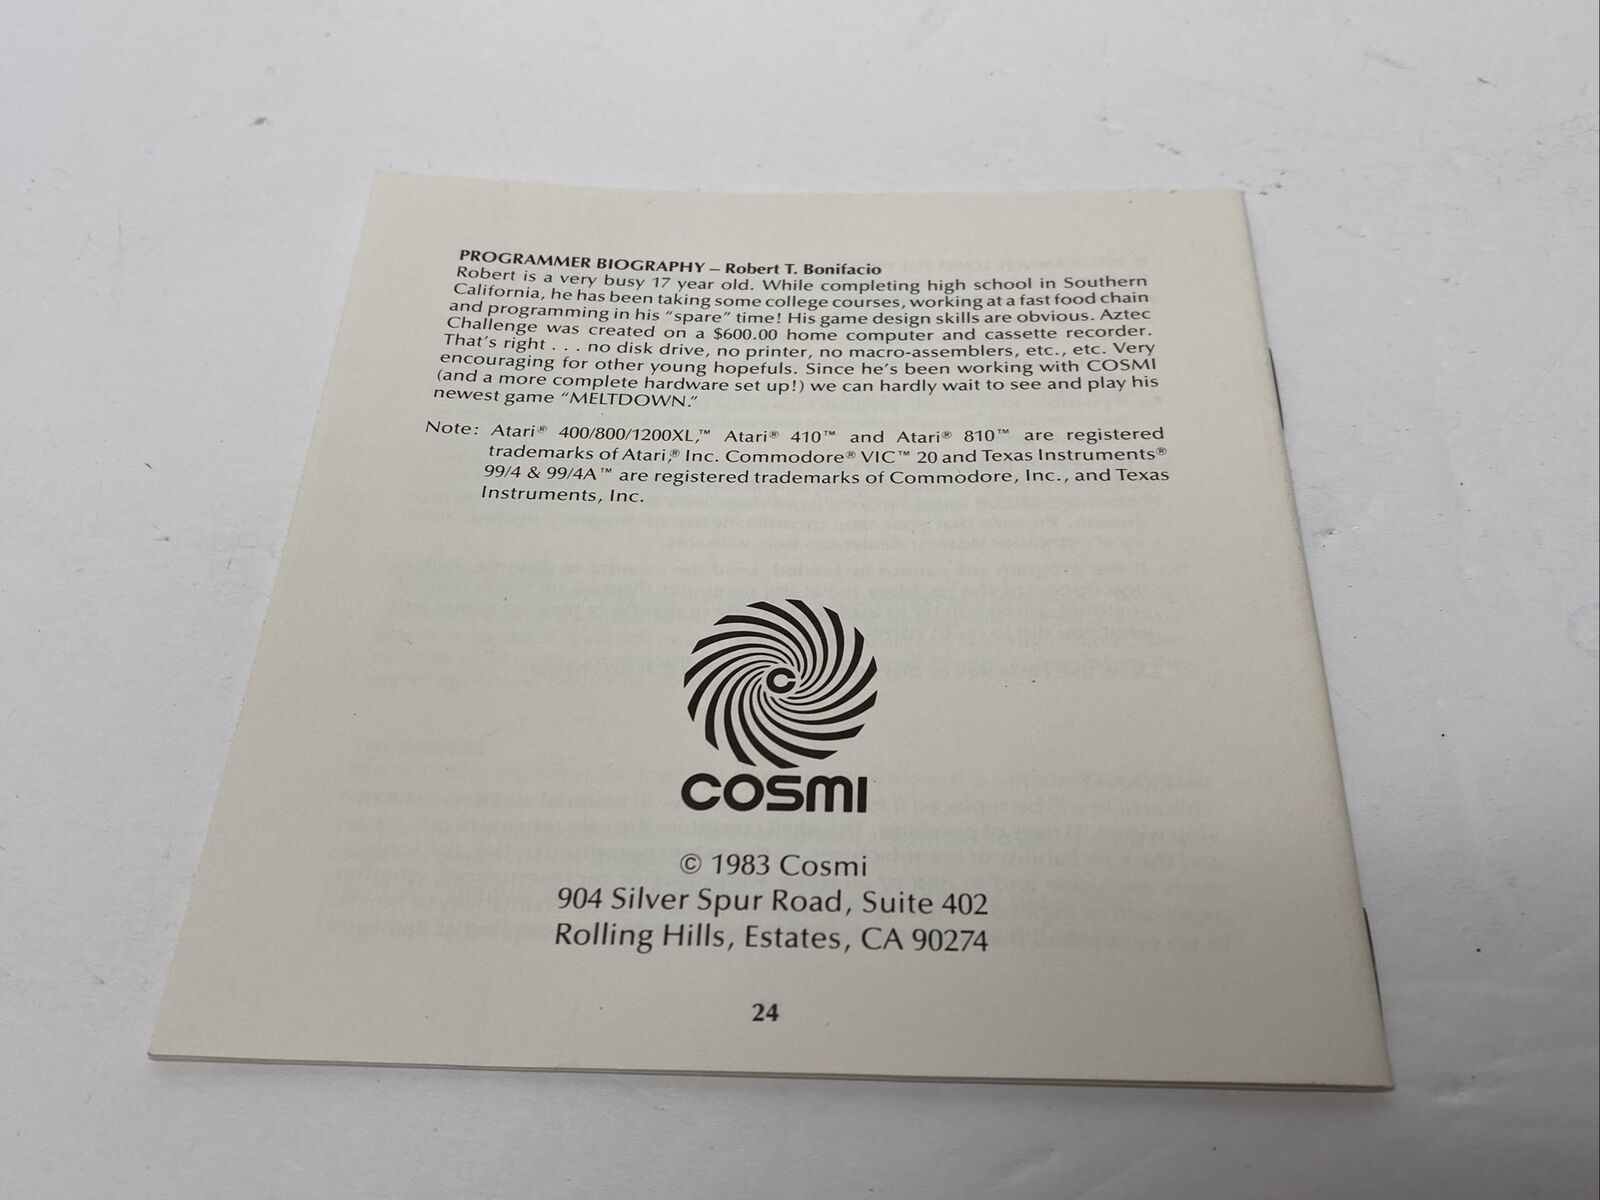 PROGRAMMER BIOGRAPHY – Robert T. Bonifacio
Robert is a very busy 17 year old. While completing high school in Southern
California, he has been taking some college courses, working at a fast food chain
and programming in his "spare" time! His game design skills are obvious. Aztec
Challenge was created on a $600.00 home computer and cassette recorder.
That's right . . . no disk drive, no printer, no macro-assemblers, etc., etc. Very
encouraging for other young hopefuls. Since he's been working with COSMI
(and a more complete hardware set up!) we can hardly wait to see and play his
newest game "MELTDOWN."
Note: Atari® 400/800/1200XL,™ Atari® 410™ and Atari® 810™ are registered
trademarks of Atari,® Inc. Commodore® VIC™ 20 and Texas Instruments®
99/4 & 99/4A™ are registered trademarks of Commodore, Inc., and Texas
Instruments, Inc.
C
COSMI
© 1983 Cosmi
904 Silver Spur Road, Suite 402
Rolling Hills, Estates, CA 90274
24